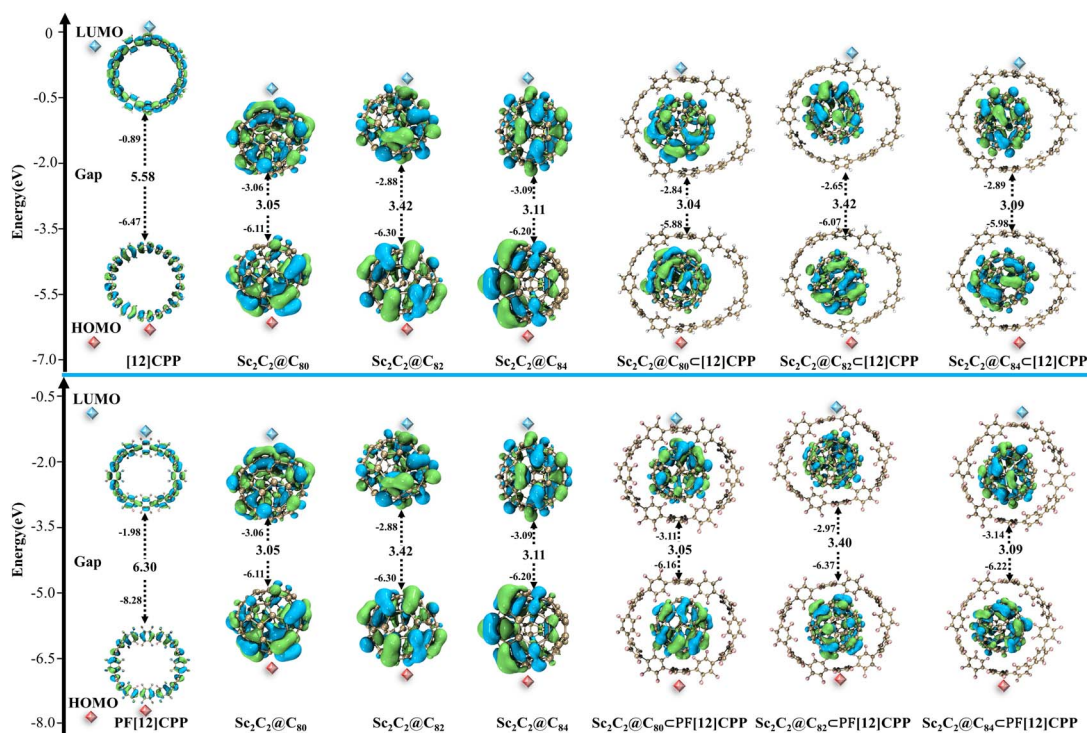 0
LUMO
-0.5
-0.89
-2.0
Gap
5.58
-3.06
3.05
-2.88
3.42
-3.09
3.11
-2.84
3.04
-2.65
3.42
-2.89
3.09
Energy(eV)
-3.5
-6.47
-6.11
-6.30
-6.20
-5.88
-6.07
-5.98
-5.5
HOMO
-7.0
[12]CPP
Sc₂C₂@C₈₀
Sc₂C₂@C₈₂
Sc₂C₂@C₈₄
Sc₂C₂@C₈₀⊂[12]CPP
Sc₂C₂@C₈₂⊂[12]CPP
Sc₂C₂@C₈₄⊂[12]CPP
-0.5
LUMO
-2.0
-1.98
-3.06
-2.88
-3.09
-3.11
-2.97
-3.14
Energy(eV)
-3.5
Gap
6.30
3.05
3.42
3.11
3.05
3.40
3.09
-8.28
-6.11
-6.30
-6.20
-6.16
-6.37
-6.22
-5.0
-6.5
HOMO
-8.0
PF[12]CPP
Sc₂C₂@C₈₀
Sc₂C₂@C₈₂
Sc₂C₂@C₈₄
Sc₂C₂@C₈₀⊂PF[12]CPP
Sc₂C₂@C₈₂⊂PF[12]CPP
Sc₂C₂@C₈₄⊂PF[12]CPP